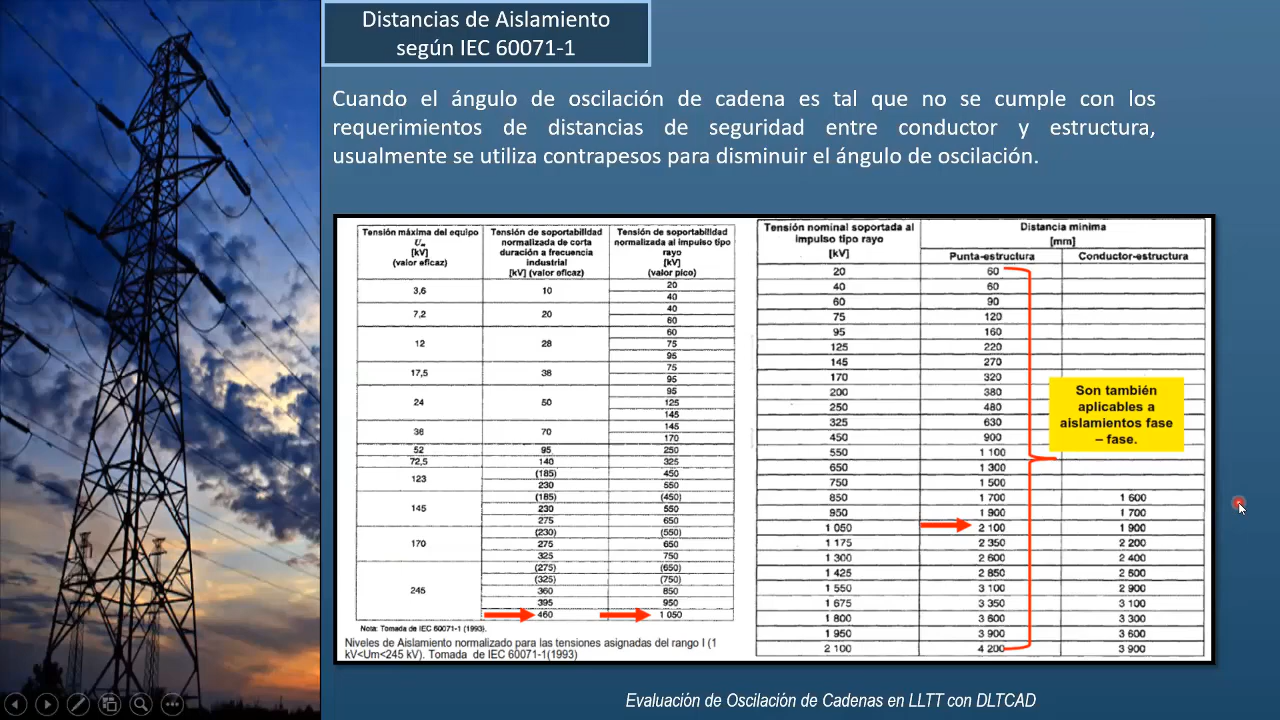 Distancias de Aislamiento
según IEC 60071-1
Cuando el ángulo de oscilación de cadena es tal que no se cumple con los
requerimientos de distancias de seguridad entre conductor y estructura,
usualmente se utiliza contrapesos para disminuir el ángulo de oscilación.
Tensión máxima del equipo
Um
[kV]
(valor eficaz)
Tensión de soportabilidad
normalizada de corta
duración a frecuencia
industrial
[kV] (valor eficaz)
Tensión de soportabilidad
normalizada al impulso tipo
rayo
[kV]
(valor pico)
3,6 10 20
40
7,2 20 40
60
12 28 60
75
95
17,5 38 75
95
24 50 95
125
145
36 70 145
170
52 95 250
72,5 140 325
123 (185) 450
230 550
145 (185) (450)
230 550
275 650
170 (230) (550)
275 650
325 750
245 (275) (650)
(325) (750)
360 850
395 950
460 1 050
Nota: Tomada de IEC 60071-1 (1993).
Niveles de Aislamiento normalizado para las tensiones asignadas del rango I (1
kV<Um<245 kV). Tomada de IEC 60071-1(1993)
Tensión nominal soportada al
impulso tipo rayo
[kV]
Distancia mínima
[mm]
Punta-estructura Conductor-estructura
20 60
40 60
60 90
75 120
95 160
125 220
145 270
170 320
200 380
250 480
325 630
450 900
550 1 100
650 1 300
750 1 500
850 1 700 1 600
950 1 900 1 700
1 050 2 100 1 900
1 175 2 350 2 200
1 300 2 600 2 400
1 425 2 850 2 600
1 550 3 100 2 900
1 675 3 350 3 100
1 800 3 600 3 300
1 950 3 900 3 600
2 100 4 200 3 900
Son también
aplicables a
aislamientos fase
– fase.
Evaluación de Oscilación de Cadenas en LLTT con DLTCAD